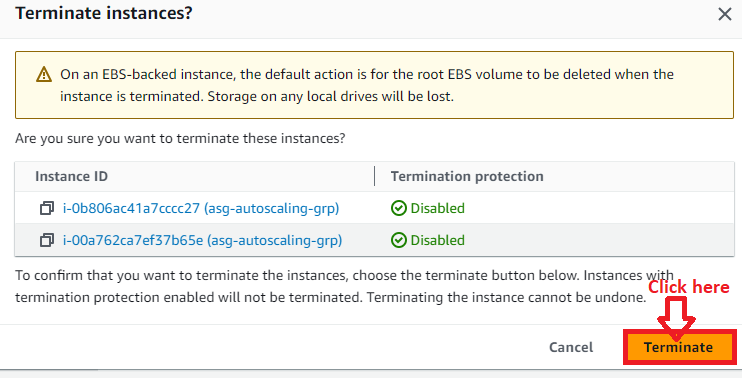 Terminate instances?
On an EBS-backed instance, the default action is for the root EBS volume to be deleted when the
instance is terminated. Storage on any local drives will be lost.
Are you sure you want to terminate these instances?
Instance ID Termination protection
i-0b806ac41a7cccc27 (asg-autoscaling-grp) Disabled
i-00a762ca7ef37b65e (asg-autoscaling-grp) Disabled
To confirm that you want to terminate the instances, choose the terminate button below. Instances with
termination protection enabled will not be terminated. Terminating the instance cannot be undone.
Click here
Cancel Terminate